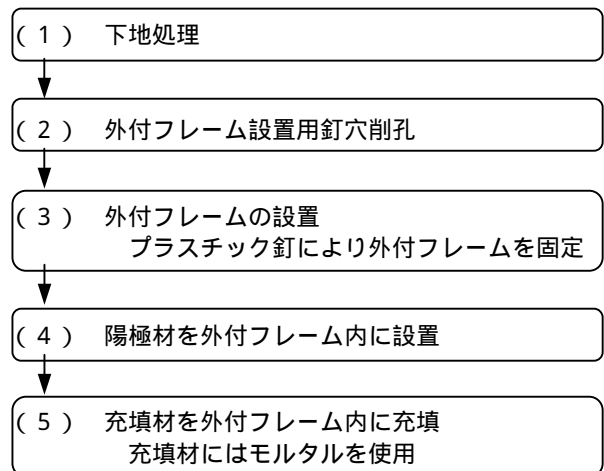 (1) 下地処理
(2) 外付フレーム設置用釘穴削孔
(3) 外付フレームの設置
プラスチック釘により外付フレームを固定
(4) 陽極材を外付フレーム内に設置
(5) 充填材を外付フレーム内に充填
充填材にはモルタルを使用